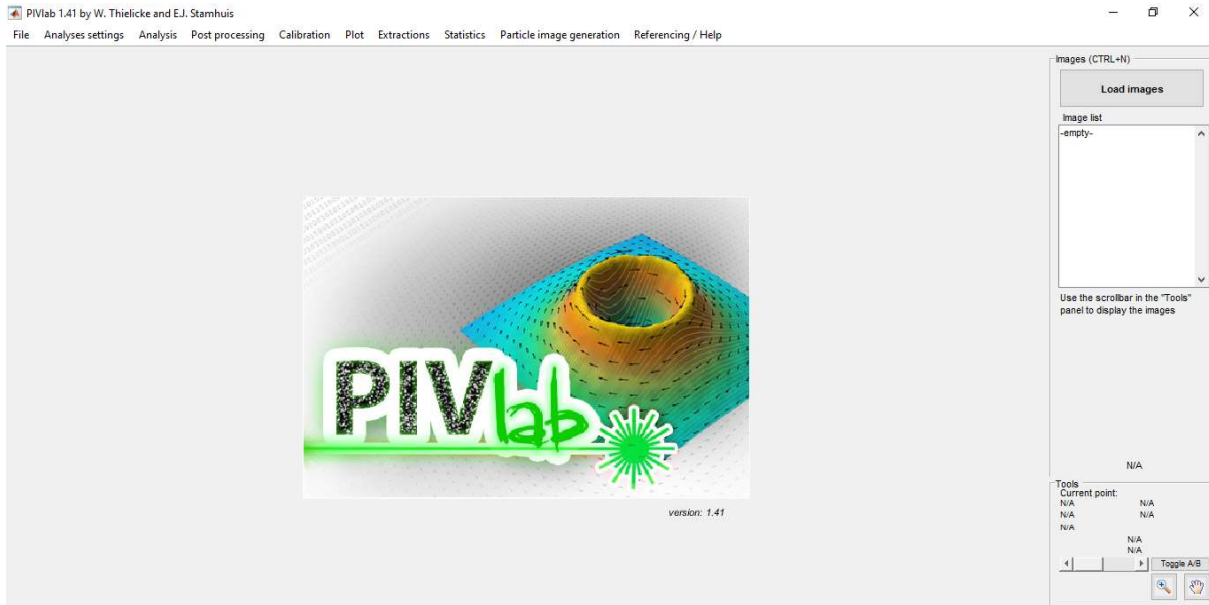 PIVlab 1.41 by W. Thielicke and E.J. Stamhuis
File Analyses settings Analysis Post processing Calibration Plot Extractions Statistics Particle image generation Referencing / Help
Images (CTRL+N)
Load images
Image list
-empty-
Use the scrollbar in the "Tools"
panel to display the images
PIVlab
version: 1.41
N/A
Tools
Current point:
N/A N/A
N/A N/A
N/A
N/A
N/A
Toggle A/B